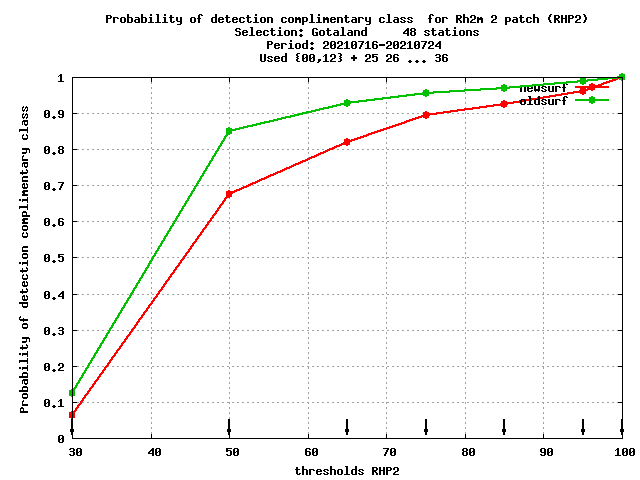 Probability of detection complimentary class  for Rh2m 2 patch (RHP2)
Selection: Gotaland     48 stations
Period: 20210716-20210724
Used {00,12} + 25 26 ... 36
Probability of detection complimentary class
1
0.9
0.8
0.7
0.6
0.5
0.4
0.3
0.2
0.1
0
newsurf
oldsurf
30 40 50 60 70 80 90 100
thresholds RHP2